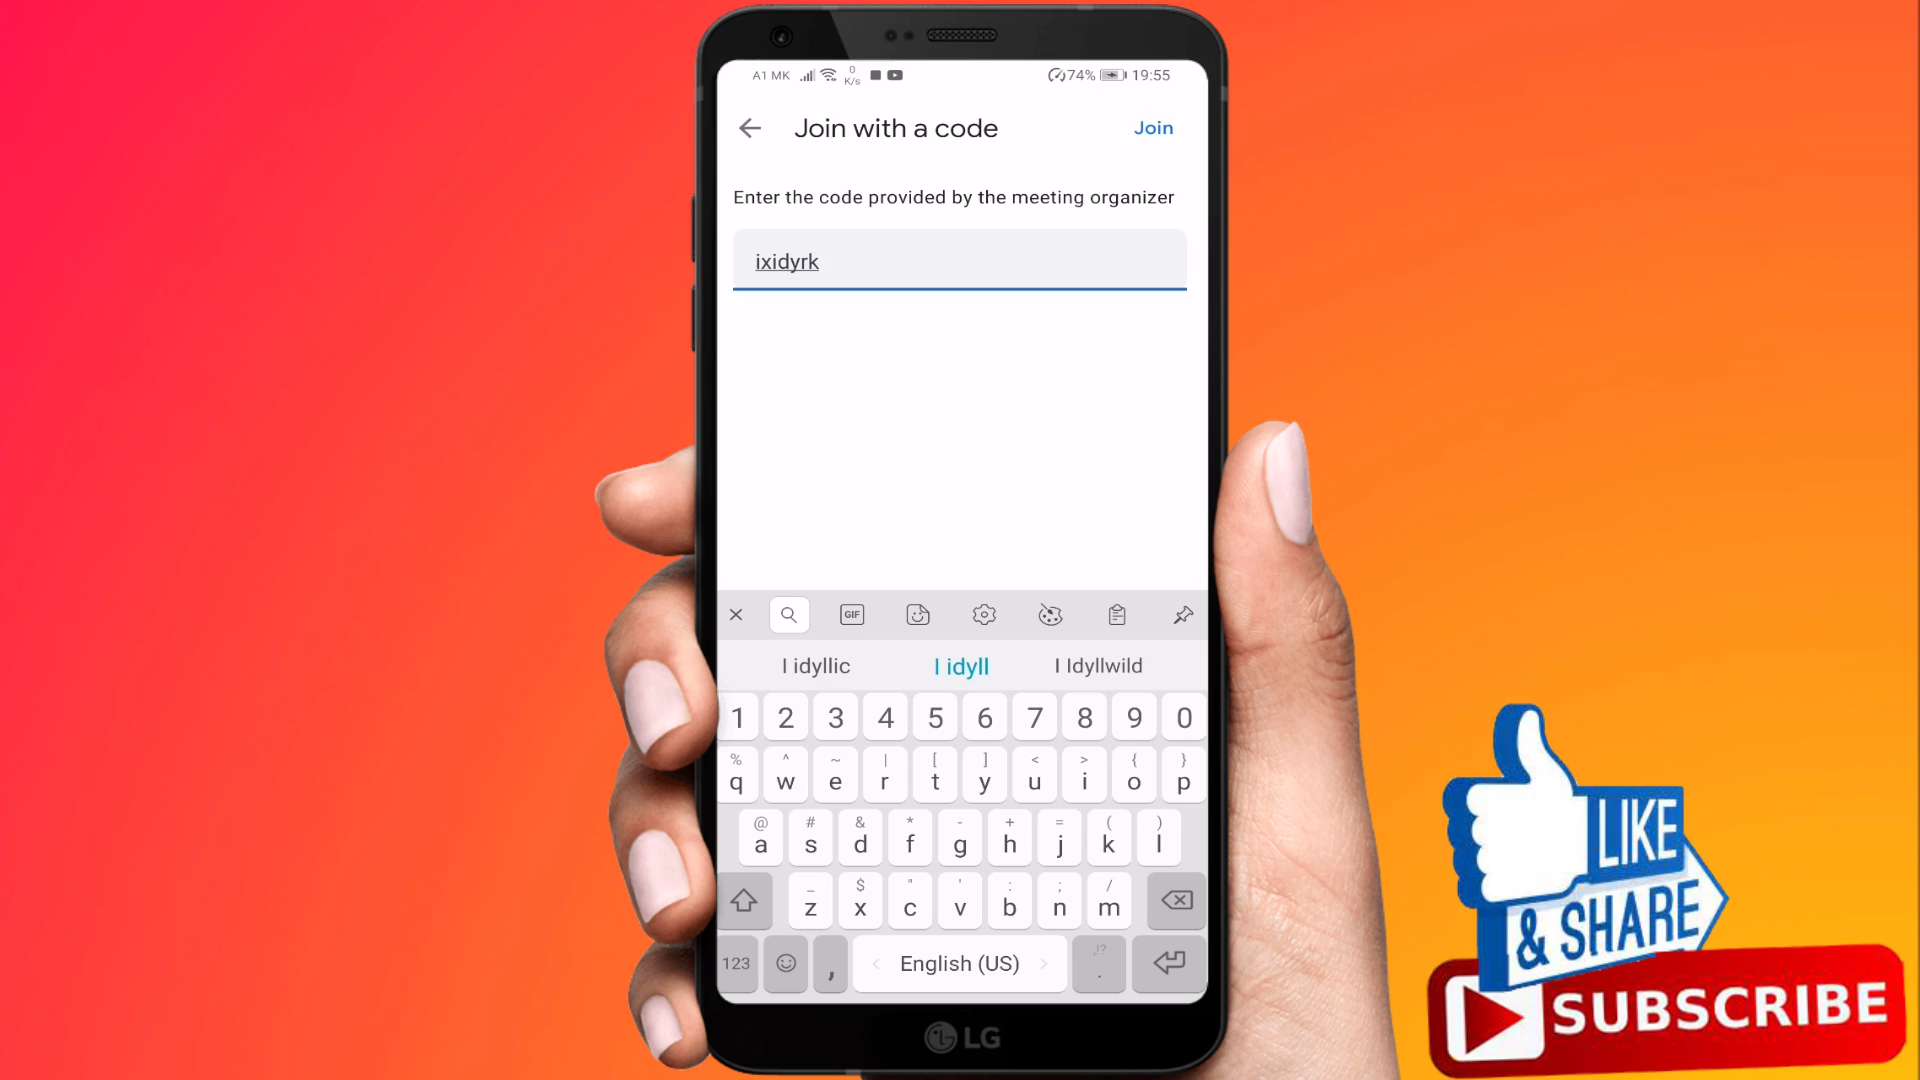 A1 MK 0 K/s 74% 19:55
Join with a code Join
Enter the code provided by the meeting organizer
ixidyrk
GIF
I idyllic I idyll I Idyllwild
1 2 3 4 5 6 7 8 9 0
% ^ ~ | [ ] < > { }
q w e r t y u i o p
@ # & * - + = ( )
a s d f g h j k l
_ $ " ' : ; /
z x c v b n m
,!?
123 , English (US) .
LG
LIKE
& SHARE
SUBSCRIBE